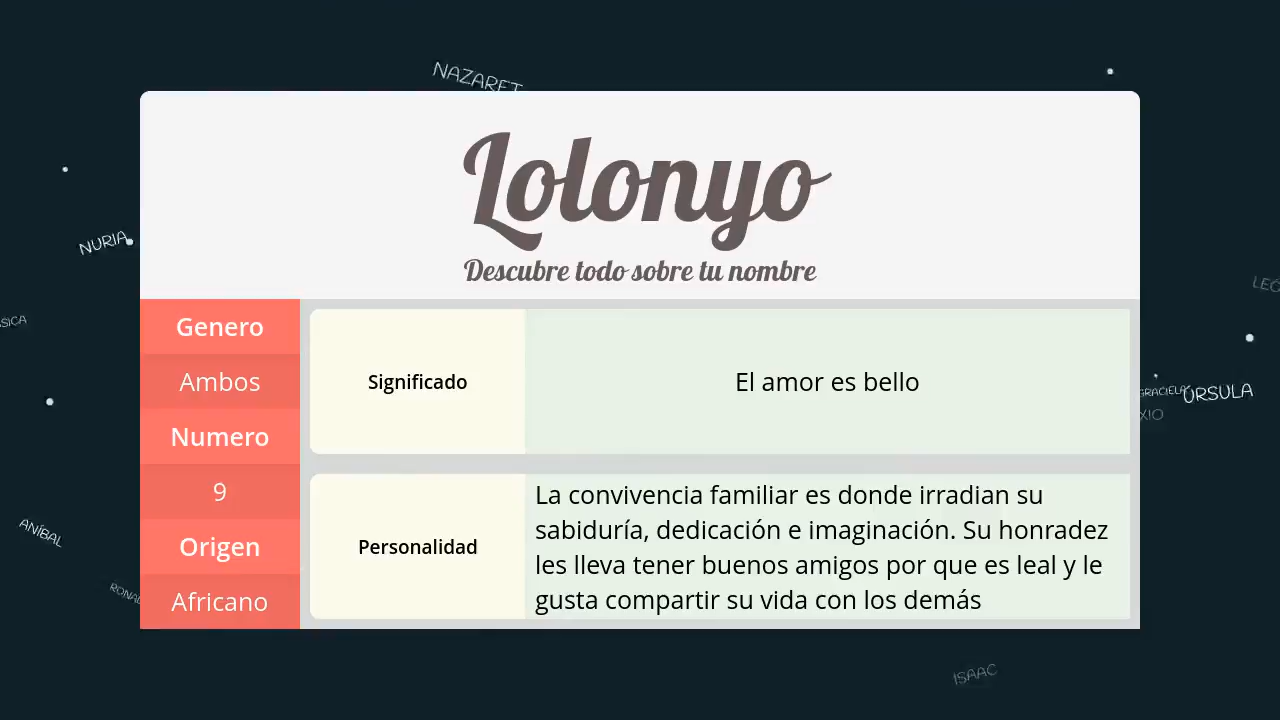 NAZARET
Lolonyo
Descubre todo sobre tu nombre
NURIA
Genero
Ambos
Numero
9
Origen
Africano
Significado
El amor es bello
Personalidad
La convivencia familiar es donde irradian su
sabiduría, dedicación e imaginación. Su honradez
les lleva tener buenos amigos por que es leal y le
gusta compartir su vida con los demás
GRACIELA
ÚRSULA
ANÍBAL
ISAAC